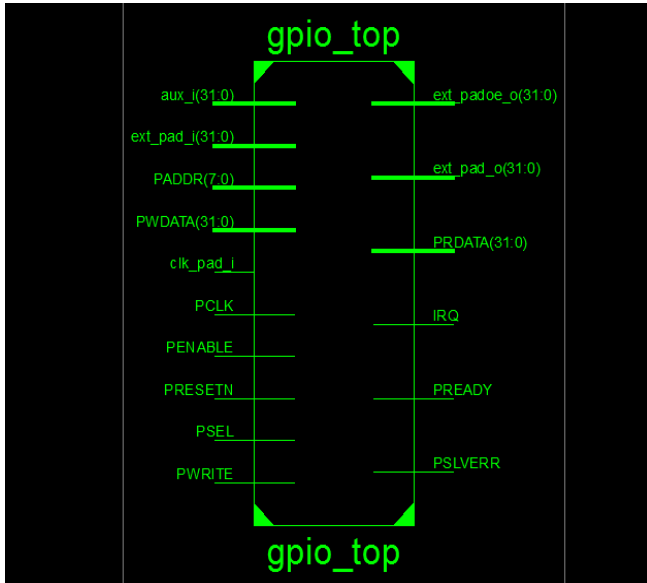 gpio_top
aux_i(31:0)
ext_pad_i(31:0)
PADDR(7:0)
PWDATA(31:0)
clk_pad_i
PCLK
PENABLE
PRESETN
PSEL
PWRITE
ext_padoe_o(31:0)
ext_pad_o(31:0)
PRDATA(31:0)
IRQ
PREADY
PSLVERR
gpio_top